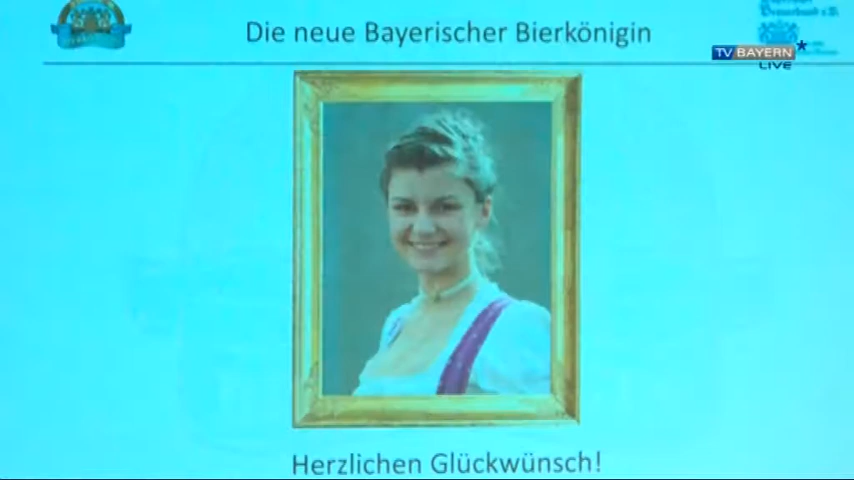 Die neue Bayerischer Bierkönigin
TV BAYERN
LIVE
Herzlichen Glückwünsch!